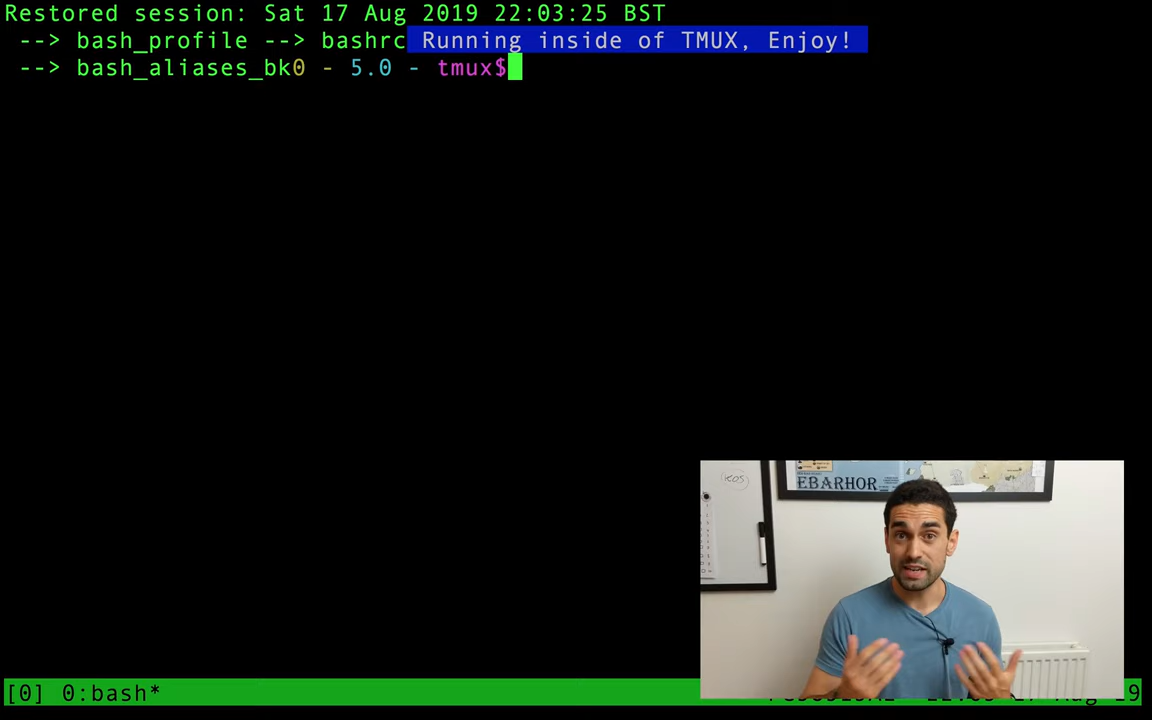 Restored session: Sat 17 Aug 2019 22:03:25 BST
--> bash_profile --> bashrc Running inside of TMUX, Enjoy!
--> bash_aliases_bk0 - 5.0 - tmux$
EBARHOR
[0] 0:bash*